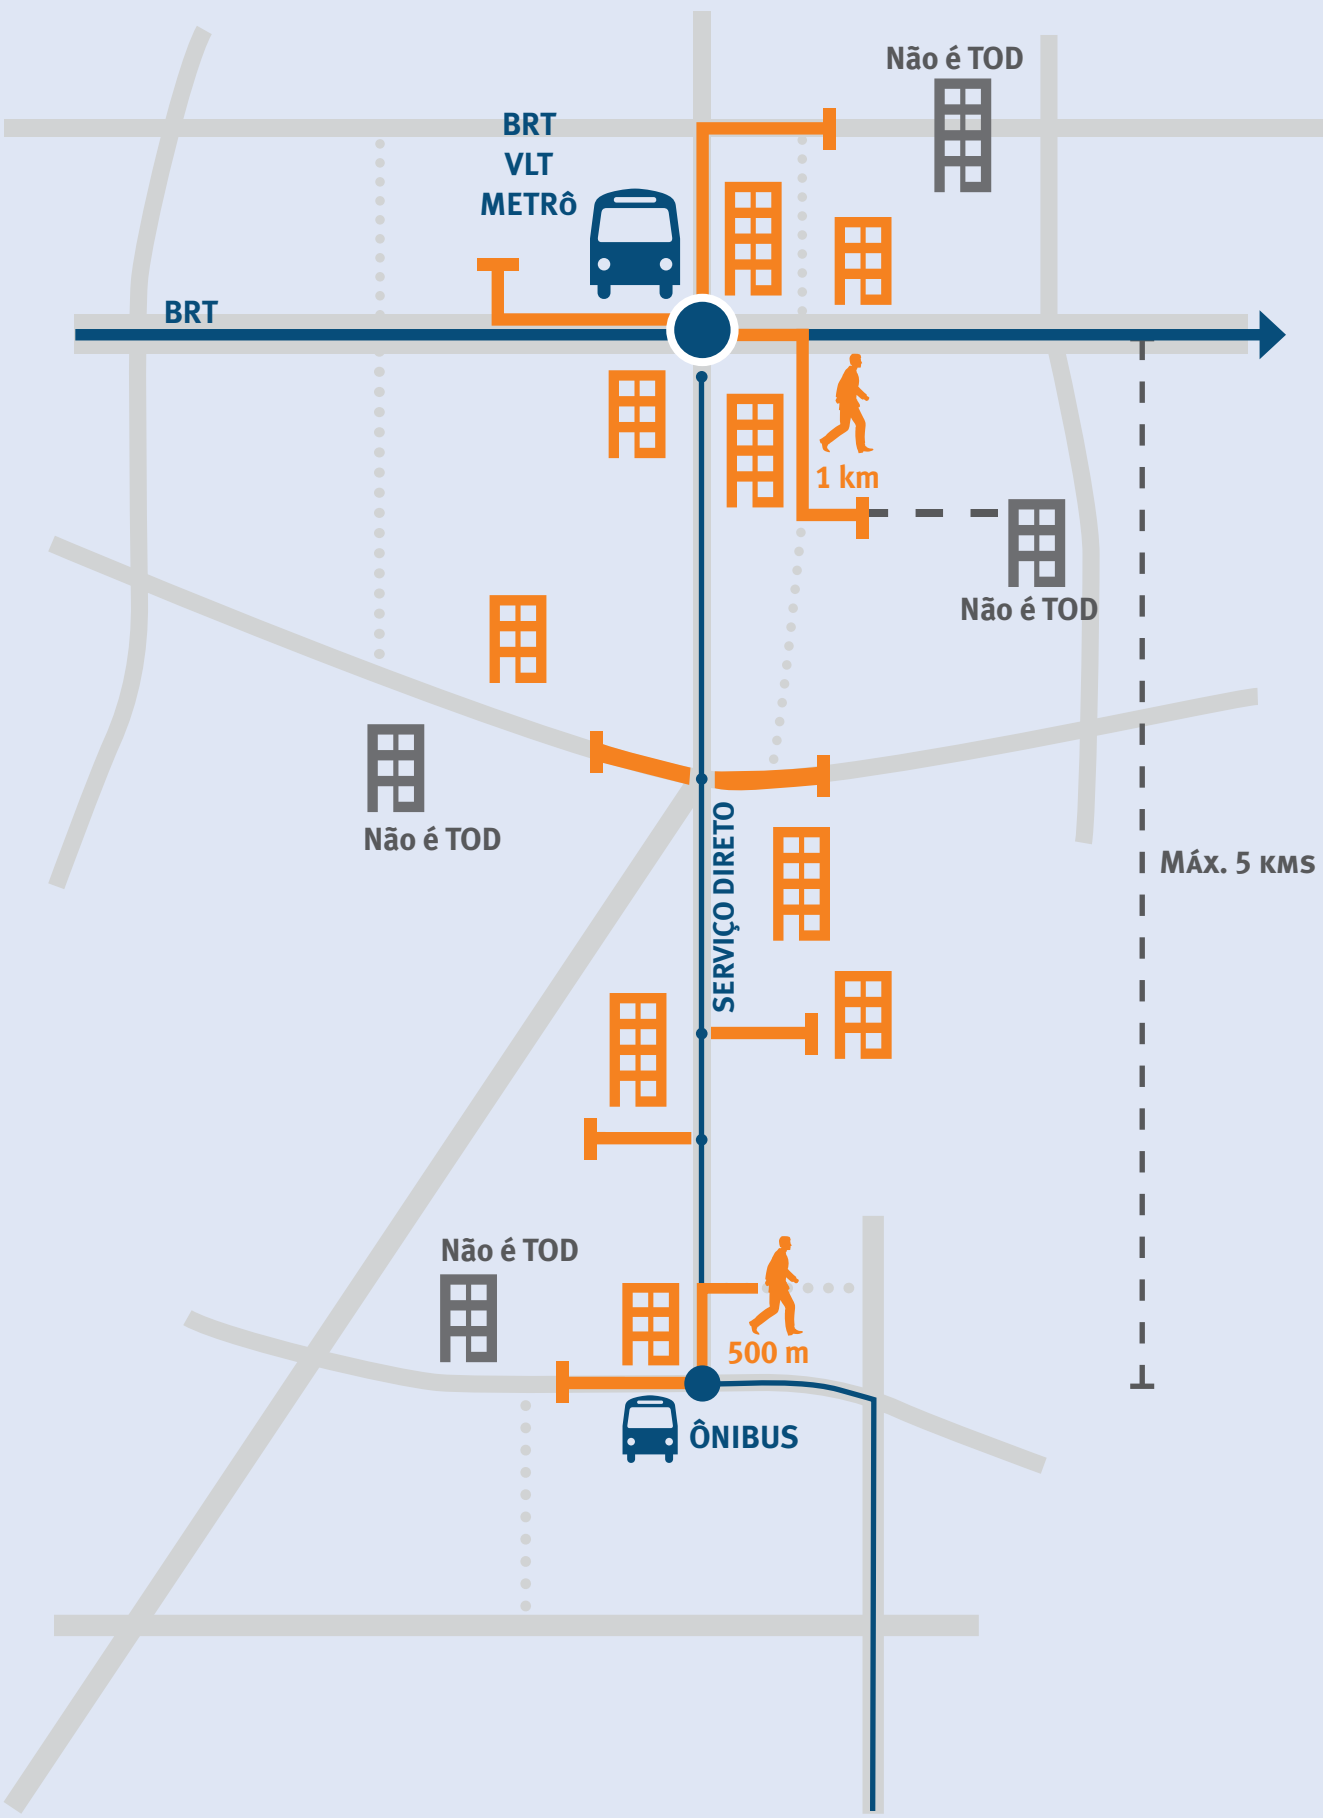 Não é TOD
BRT
VLT
METRô
BRT
1 km
Não é TOD
Não é TOD
SERVIÇO DIRETO
MÁX. 5 KMS
Não é TOD
500 m
ÔNIBUS